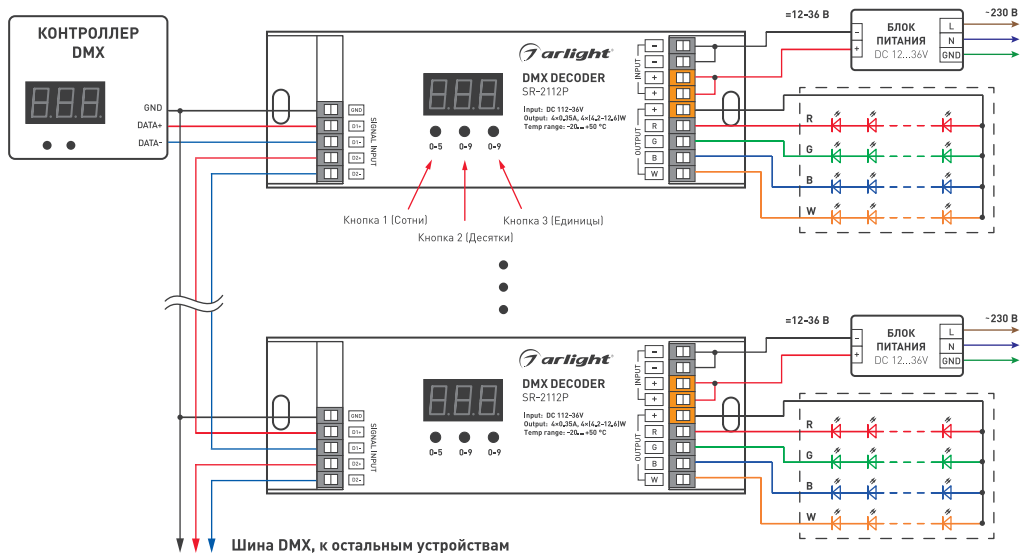 КОНТРОЛЛЕР
DMX
GND
DATA+
DATA-
GND
D1+
D1-
D2+
D2-
SIGNAL INPUT
arlight®
DMX DECODER
SR-2112P
Input: DC 112-36V
Output: 4×0,35A, 4×(4,2-12,6)W
Temp range: -20...+50 °C
0-5
0-9
0-9
Кнопка 1 (Сотни)
Кнопка 2 (Десятки)
Кнопка 3 (Единицы)
INPUT
-
-
+
+
OUTPUT
+
R
G
B
W
=12-36 В
-
+
БЛОК
ПИТАНИЯ
DC 12...36V
L
N
GND
~230 В
R
G
B
W
GND
D1+
D1-
D2+
D2-
SIGNAL INPUT
arlight®
DMX DECODER
SR-2112P
Input: DC 112-36V
Output: 4×0,35A, 4×(4,2-12,6)W
Temp range: -20...+50 °C
0-5
0-9
0-9
INPUT
-
-
+
+
OUTPUT
+
R
G
B
W
=12-36 В
-
+
БЛОК
ПИТАНИЯ
DC 12...36V
L
N
GND
~230 В
R
G
B
W
Шина DMX, к остальным устройствам